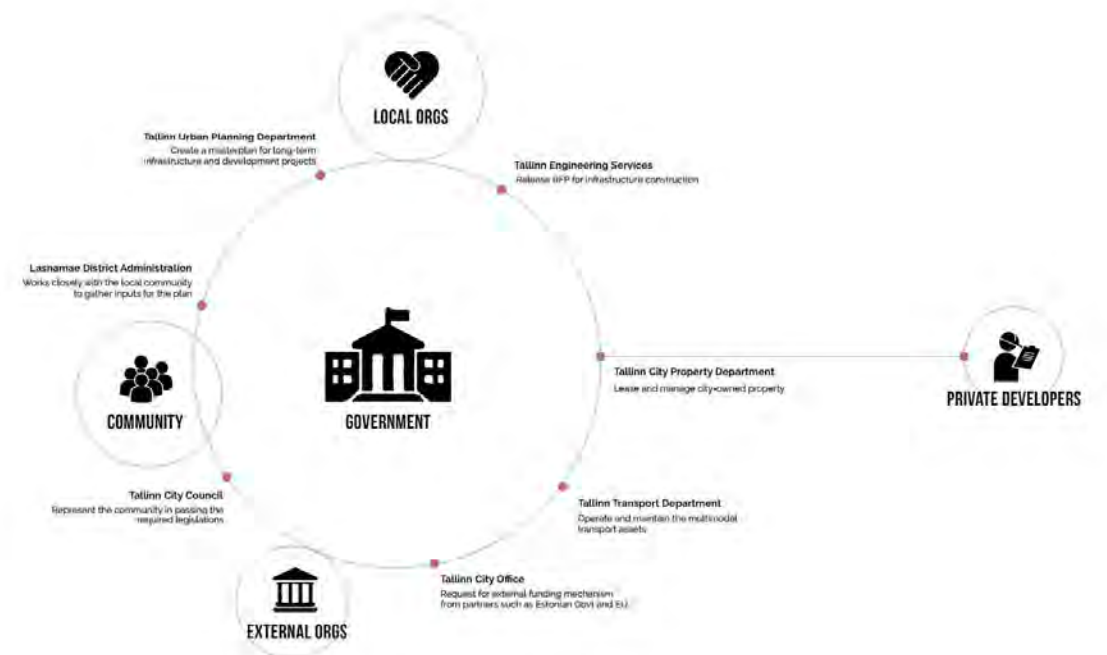 LOCAL ORGS
Tallinn Urban Planning Department
Create a masterplan for long-term
infrastructure and development projects
Tallinn Engineering Services
Release RFP for infrastructure construction
Lasnamae District Administration
Works closely with the local community
to gather inputs for the plan
COMMUNITY
GOVERNMENT
Tallinn City Property Department
Lease and manage city-owned property
PRIVATE DEVELOPERS
Tallinn City Council
Represent the community in passing the
required legislations
Tallinn Transport Department
Operate and maintain the multimodal
transport assets
Tallinn City Office
Request for external funding mechanism
from partners such as Estonian Govt and EU.
EXTERNAL ORGS